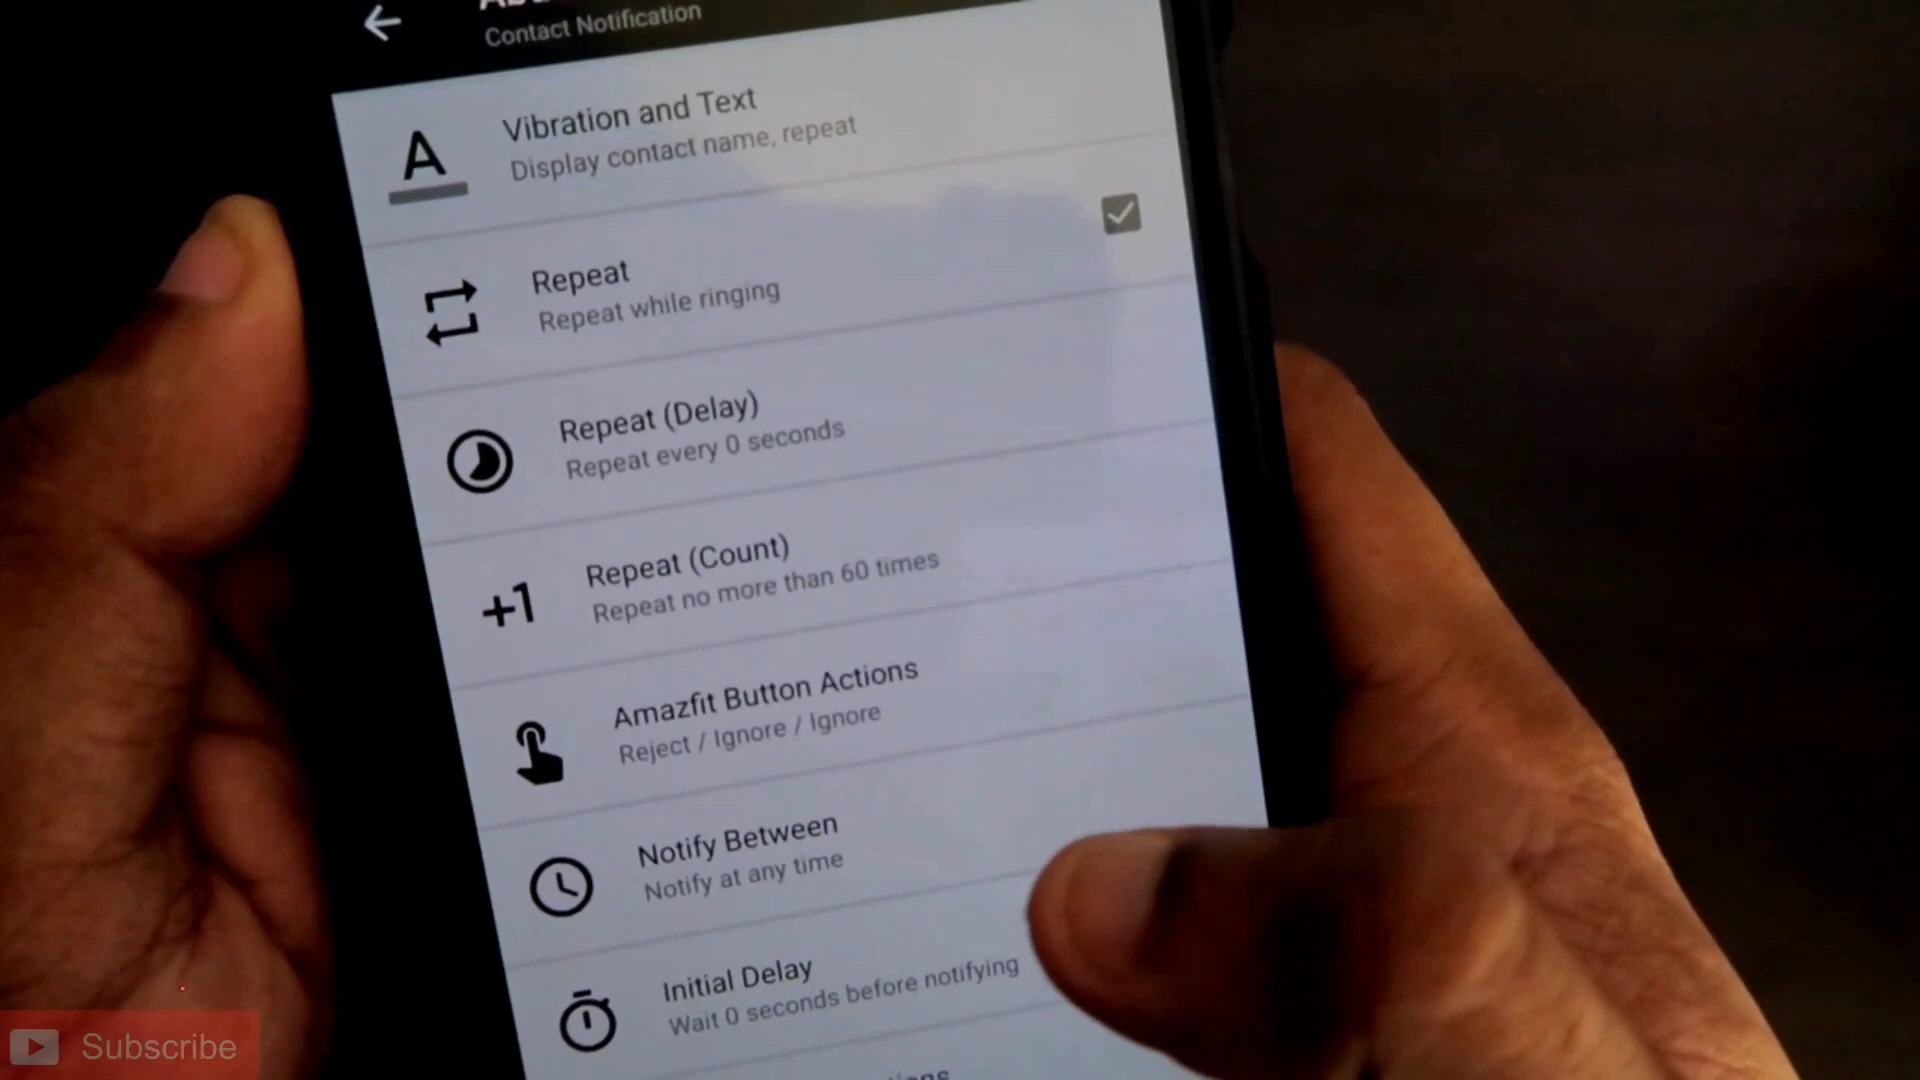 Contact Notification
A
Vibration and Text
Display contact name, repeat
Repeat
Repeat while ringing
Repeat (Delay)
Repeat every 0 seconds
+1
Repeat (Count)
Repeat no more than 60 times
Amazfit Button Actions
Reject / Ignore / Ignore
Notify Between
Notify at any time
Initial Delay
Wait 0 seconds before notifying
Subscribe